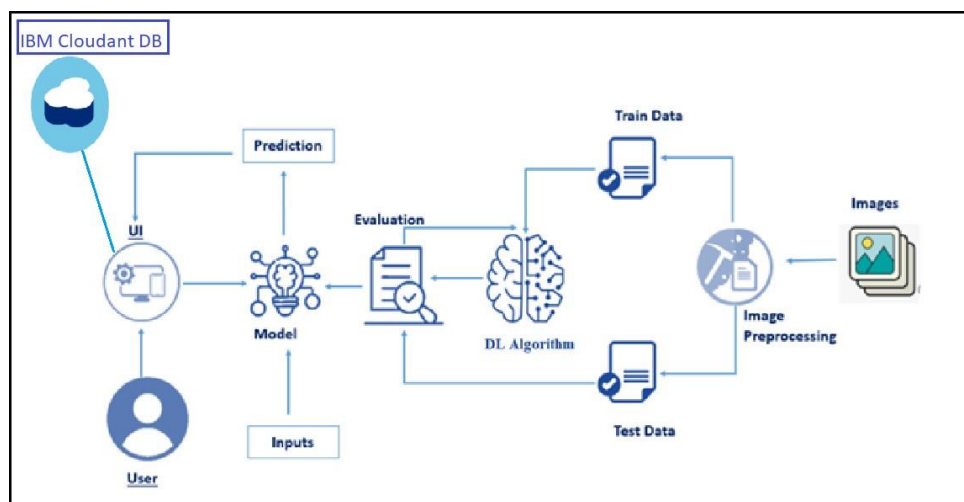 IBM Cloudant DB
Train Data
Prediction
Images
Evaluation
UI
Model
DL Algorithm
Image
Preprocessing
Inputs
Test Data
User